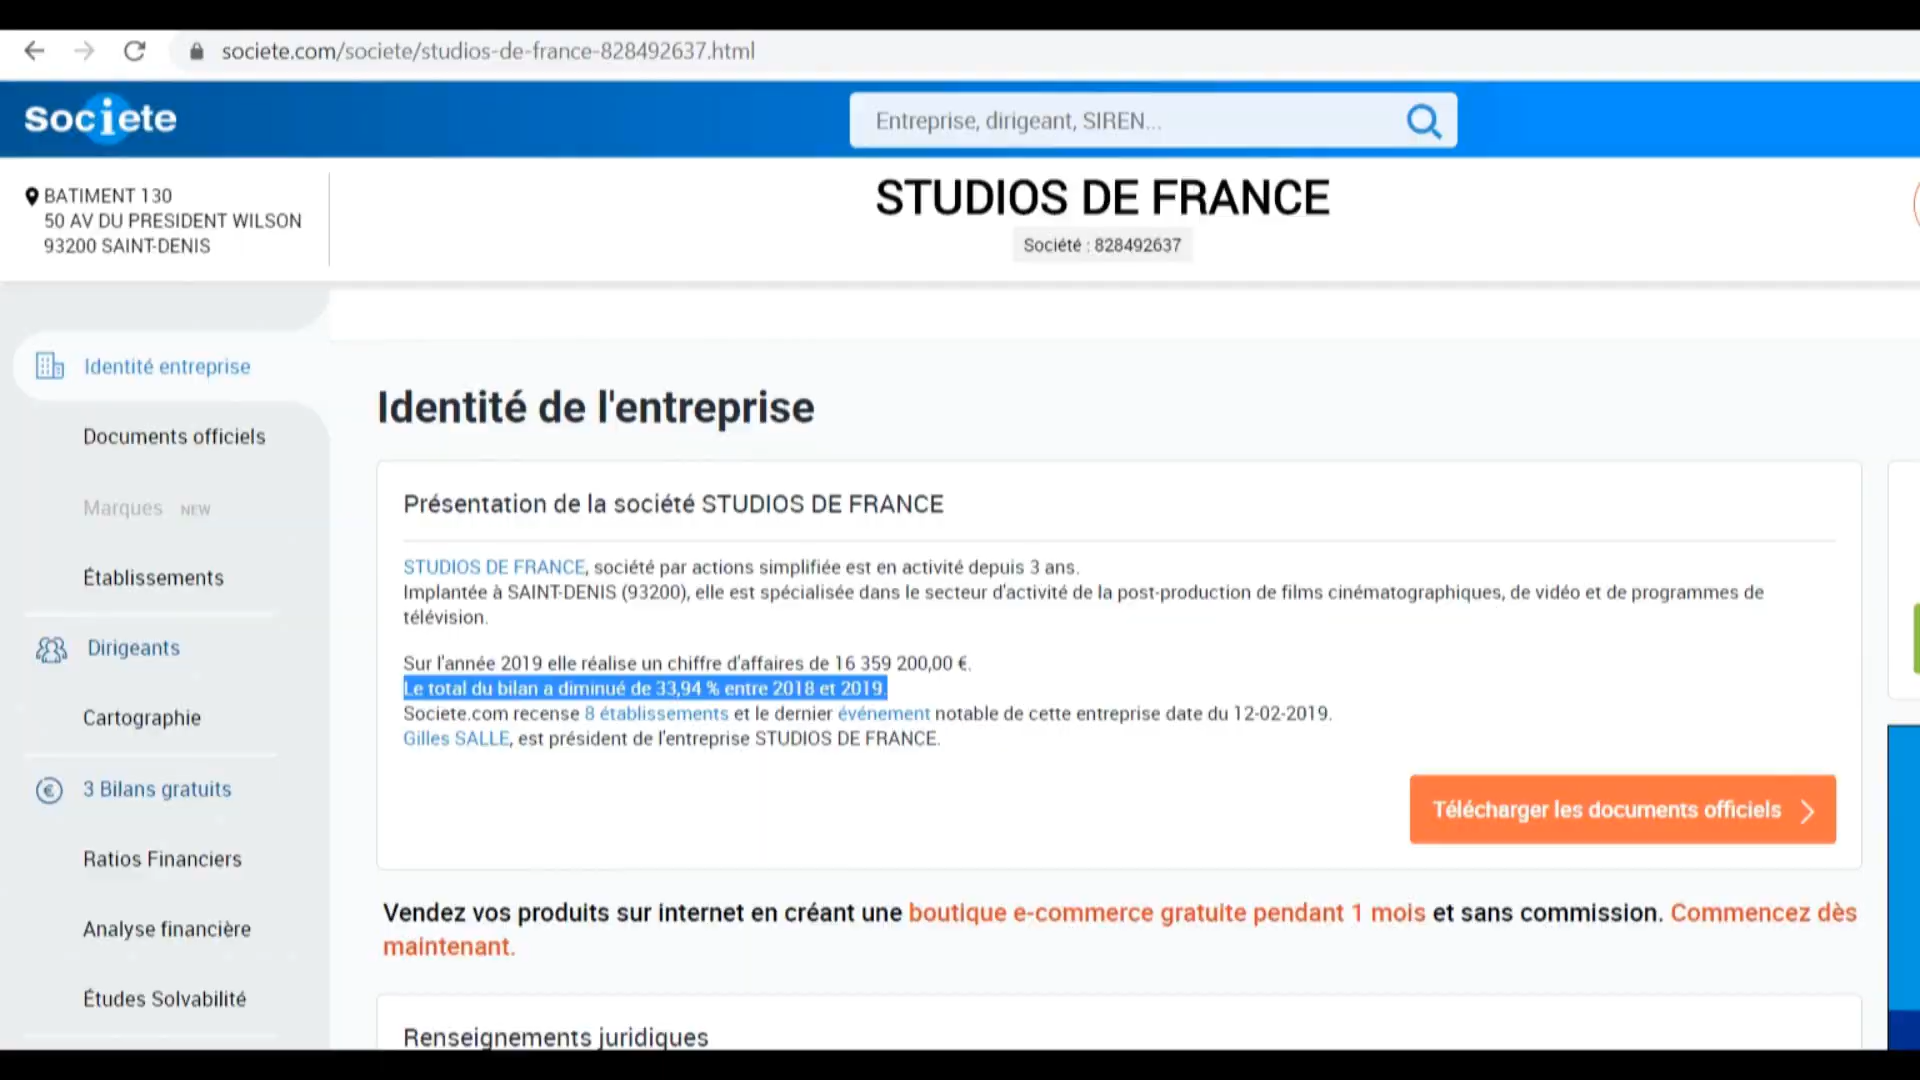 societe.com/societe/studios-de-france-828492637.html
societe
Entreprise, dirigeant, SIREN...
BATIMENT 130
50 AV DU PRESIDENT WILSON
93200 SAINT-DENIS
STUDIOS DE FRANCE
Société : 828492637
Identité entreprise
Documents officiels
Marques NEW
Établissements
Dirigeants
Cartographie
3 Bilans gratuits
Ratios Financiers
Analyse financière
Études Solvabilité
Identité de l'entreprise
Présentation de la société STUDIOS DE FRANCE
STUDIOS DE FRANCE, société par actions simplifiée est en activité depuis 3 ans.
Implantée à SAINT-DENIS (93200), elle est spécialisée dans le secteur d'activité de la post-production de films cinématographiques, de vidéo et de programmes de
télévision.
Sur l'année 2019 elle réalise un chiffre d'affaires de 16 359 200,00 €.
Le total du bilan a diminué de 33,94 % entre 2018 et 2019.
Societe.com recense 8 établissements et le dernier événement notable de cette entreprise date du 12-02-2019.
Gilles SALLE, est président de l'entreprise STUDIOS DE FRANCE.
Télécharger les documents officiels
Vendez vos produits sur internet en créant une boutique e-commerce gratuite pendant 1 mois et sans commission. Commencez dès
maintenant.
Renseignements juridiques